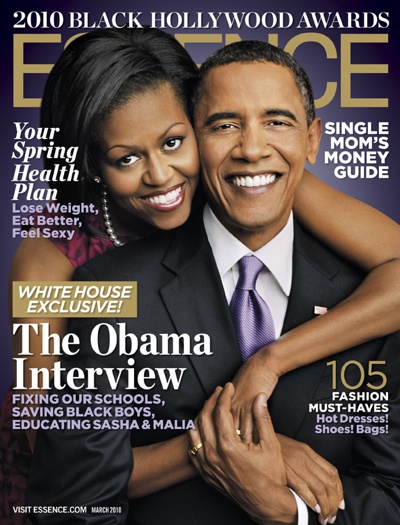 2010 BLACK HOLLYWOOD AWARDS
ESSENCE
Your
Spring
Health
Plan
Lose Weight,
Eat Better,
Feel Sexy
SINGLE
MOM'S
MONEY
GUIDE
WHITE HOUSE
EXCLUSIVE!
The Obama
Interview
FIXING OUR SCHOOLS,
SAVING BLACK BOYS,
EDUCATING SASHA & MALIA
105
FASHION
MUST-HAVES
Hot Dresses!
Shoes! Bags!
VISIT ESSENCE.COM MARCH 2010